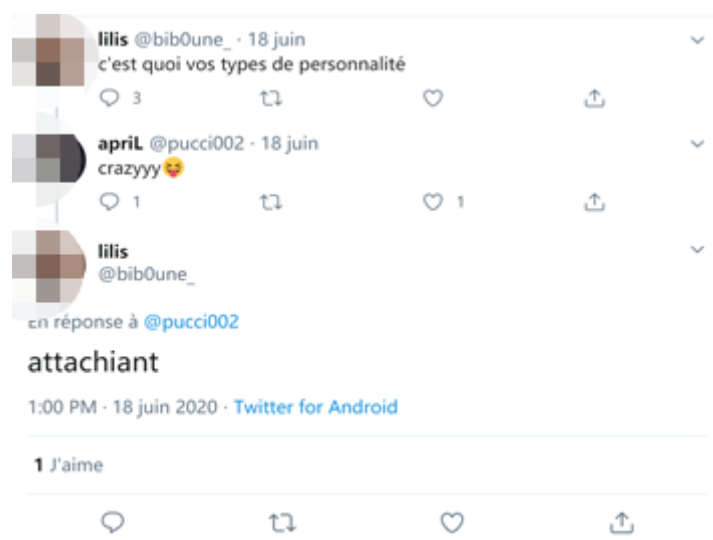 lilis @bib0une_ · 18 juin
c'est quoi vos types de personnalité
3
apriL @pucci002 · 18 juin
crazyyy😝
1 1
lilis
@bib0une_
En réponse à @pucci002
attachiant
1:00 PM · 18 juin 2020 · Twitter for Android
1 J'aime